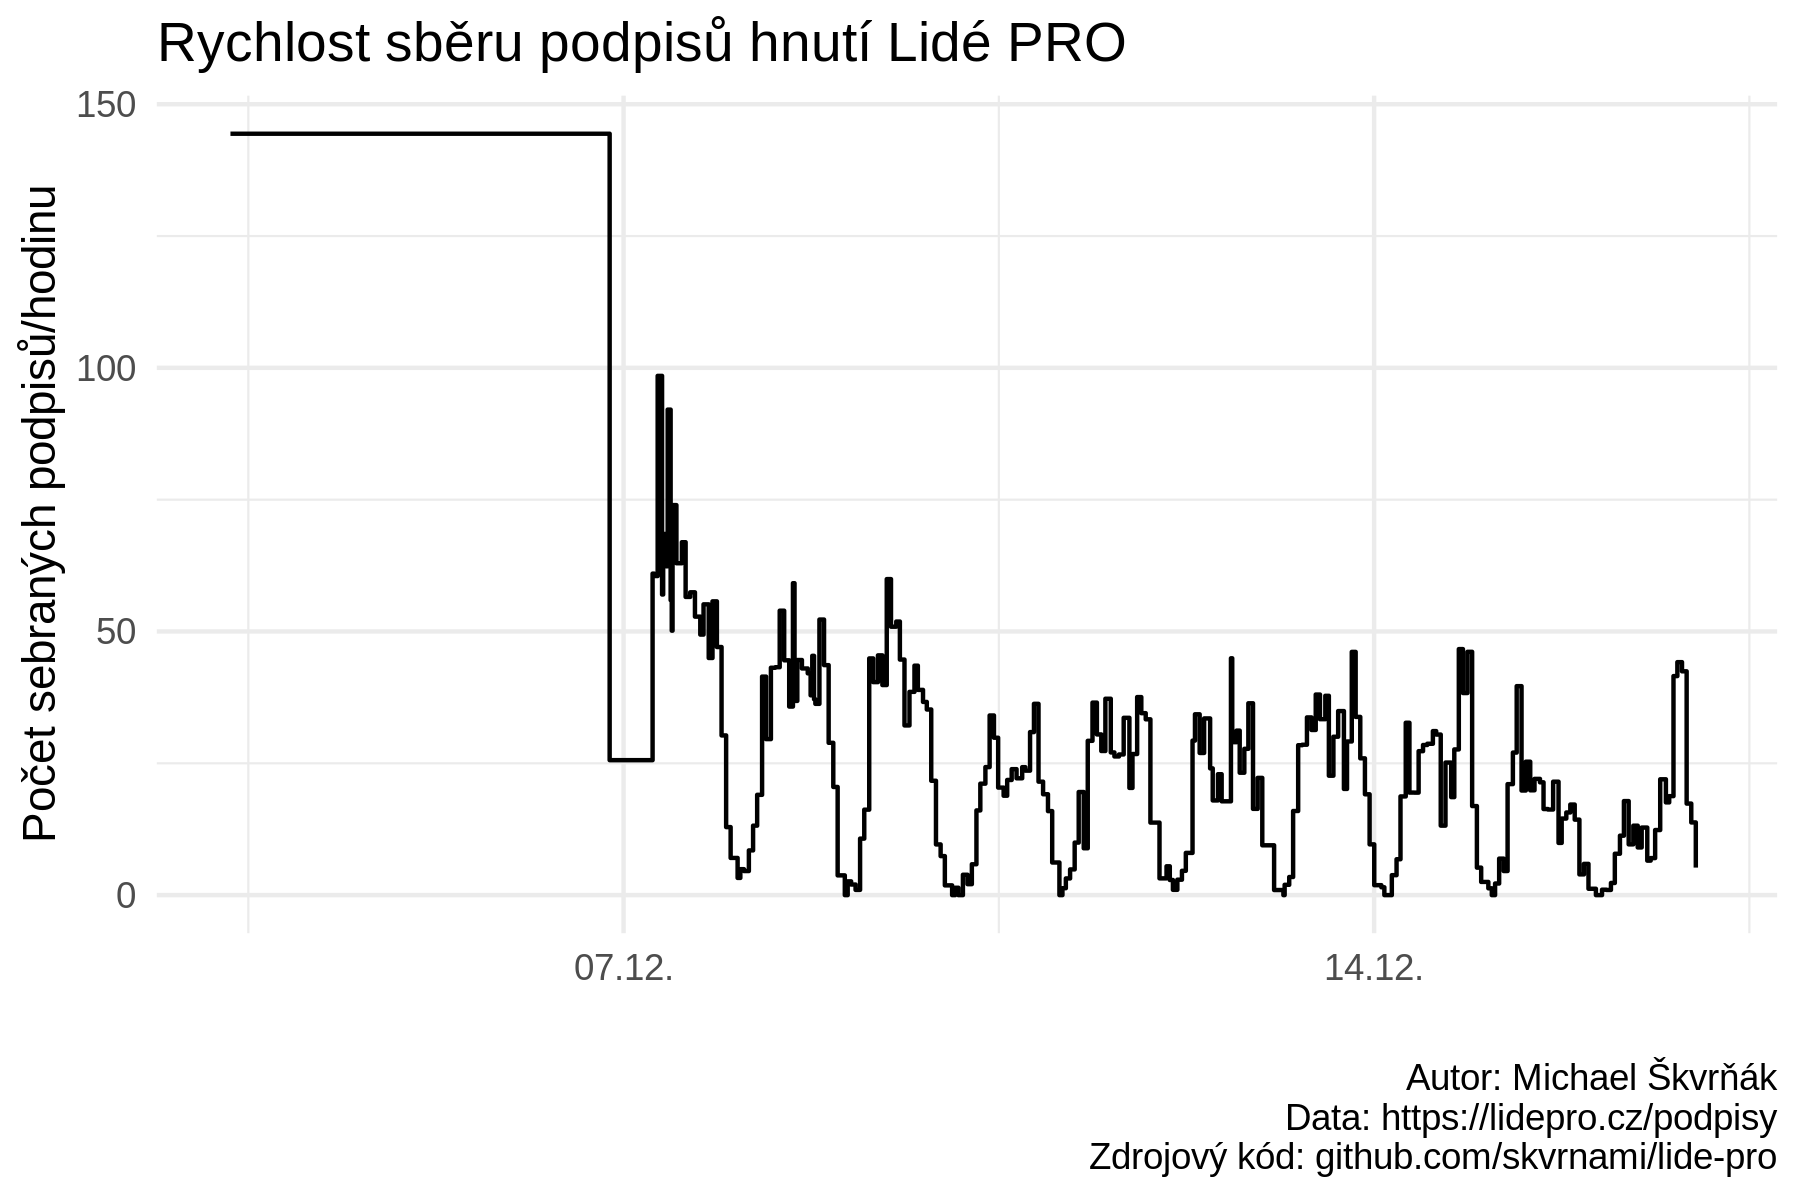 Rychlost sběru podpisů hnutí Lidé PRO
Počet sebraných podpisů/hodinu
150
100
50
0
07.12.
14.12.
Autor: Michael Škvrňák
Data: https://lidepro.cz/podpisy
Zdrojový kód: github.com/skvrnami/lide-pro